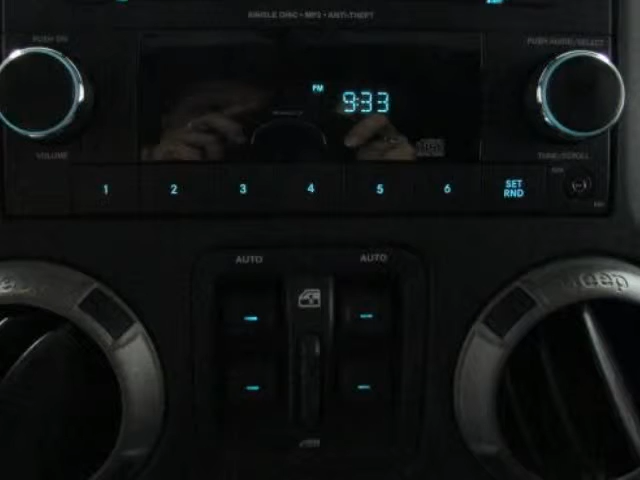 SINGLE DISC • MP3 • ANTI-THEFT
PUSH ON
PUSH AUDIO/SELECT
PM
9:33
VOLUME
TUNE/SCROLL
1 2 3 4 5 6 SET
RND
AUTO AUTO
Jeep